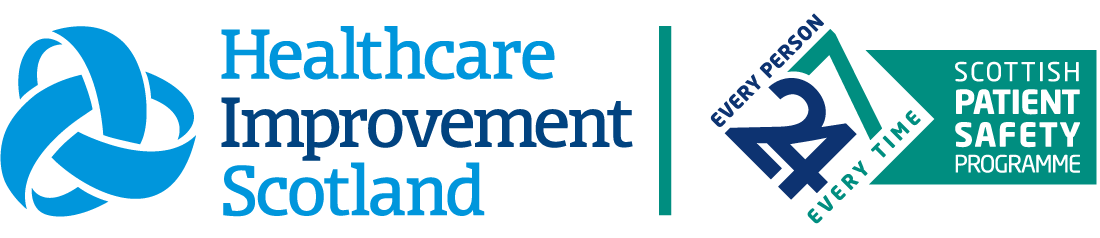 Healthcare
Improvement
Scotland
EVERY PERSON
24
7
EVERY TIME
SCOTTISH
PATIENT
SAFETY
PROGRAMME